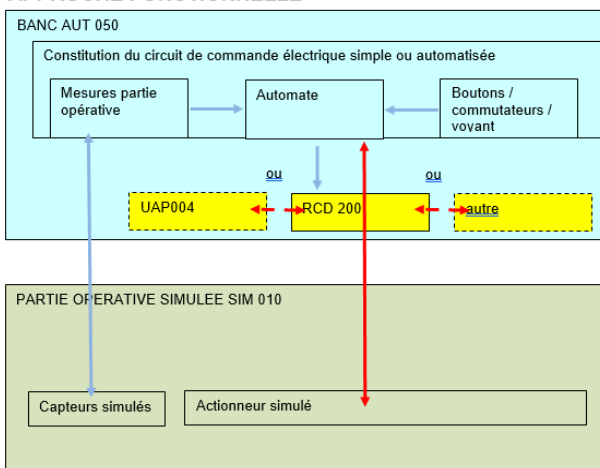 BANC AUT 050
Constitution du circuit de commande électrique simple ou automatisée
Mesures partie
opérative
Automate
Boutons /
commutateurs /
voyant
ou
ou
UAP004
RCD 200
autre
PARTIE OPERATIVE SIMULEE SIM 010
Capteurs simulés
Actionneur simulé